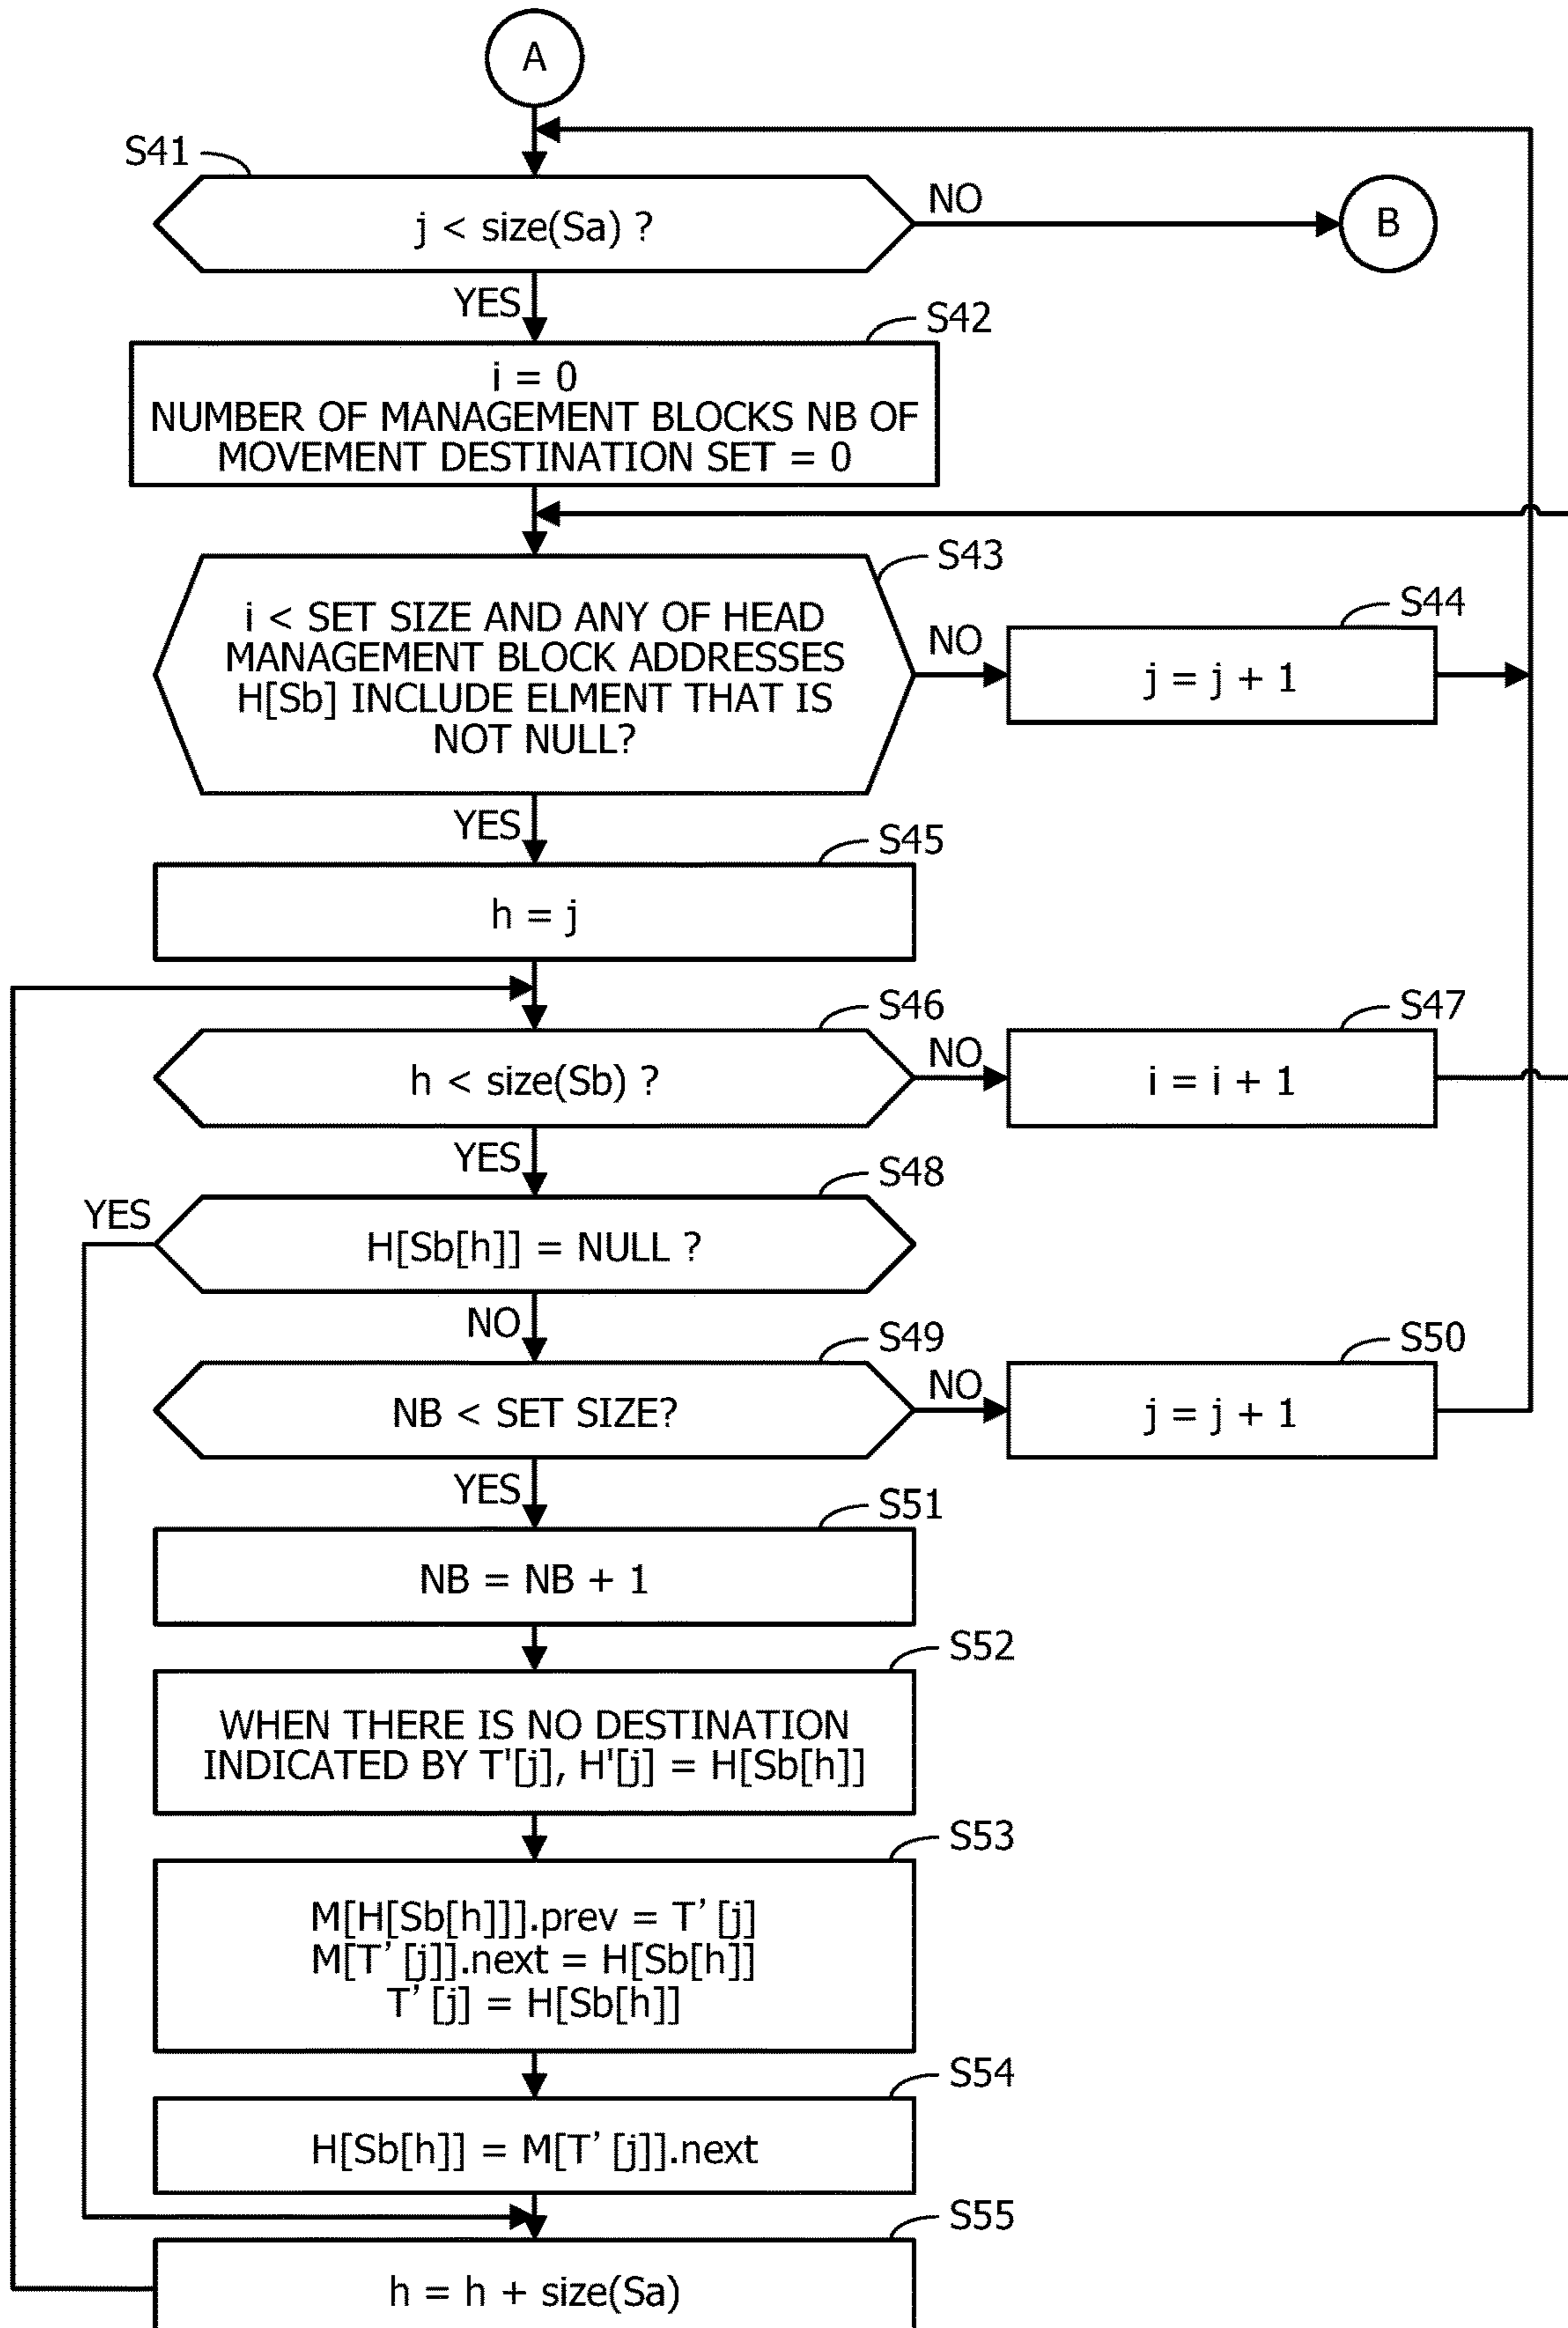 A
S41
j < size(Sa) ?
NO
B
YES
S42
i = 0
NUMBER OF MANAGEMENT BLOCKS NB OF
MOVEMENT DESTINATION SET = 0
S43
i < SET SIZE AND ANY OF HEAD
MANAGEMENT BLOCK ADDRESSES
H[Sb] INCLUDE ELMENT THAT IS
NOT NULL?
NO
S44
j = j + 1
YES
S45
h = j
S46
h < size(Sb) ?
NO
S47
i = i + 1
YES
S48
YES
H[Sb[h]] = NULL ?
NO
S49
NB < SET SIZE?
NO
S50
j = j + 1
YES
S51
NB = NB + 1
S52
WHEN THERE IS NO DESTINATION
INDICATED BY T'[j], H'[j] = H[Sb[h]]
S53
M[H[Sb[h]]].prev = T’ [j]
M[T’ [j]].next = H[Sb[h]]
T’ [j] = H[Sb[h]]
S54
H[Sb[h]] = M[T’ [j]].next
S55
h = h + size(Sa)